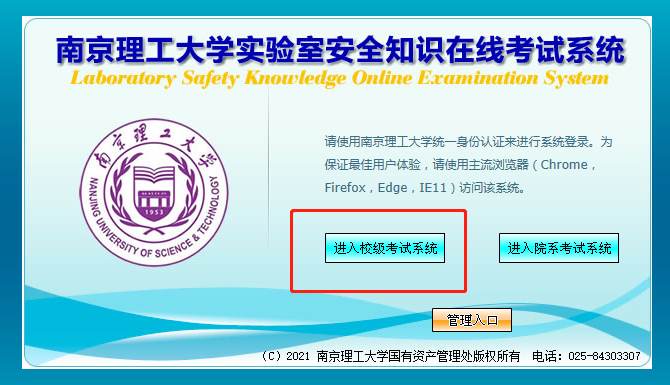 南京理工大学实验室安全知识在线考试系统
Laboratory Safety Knowledge Online Examination System
南京理工大学
NANJING UNIVERSITY OF SCIENCE & TECHNOLOGY
1953
请使用南京理工大学统一身份认证来进行系统登录。为
保证最佳用户体验，请使用主流浏览器（Chrome，
Firefox，Edge，IE11）访问该系统。
进入校级考试系统
进入院系考试系统
管理入口
(C) 2021 南京理工大学国有资产管理处版权所有 电话：025-84303307